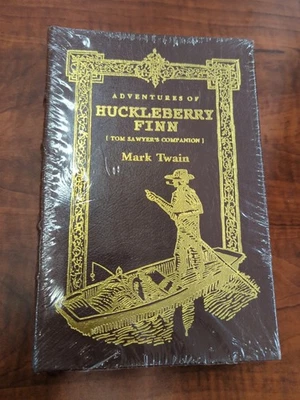 ADVENTURES OF
HUCKLEBERRY
FINN
[ TOM SAWYER'S COMPANION ]
Mark Twain